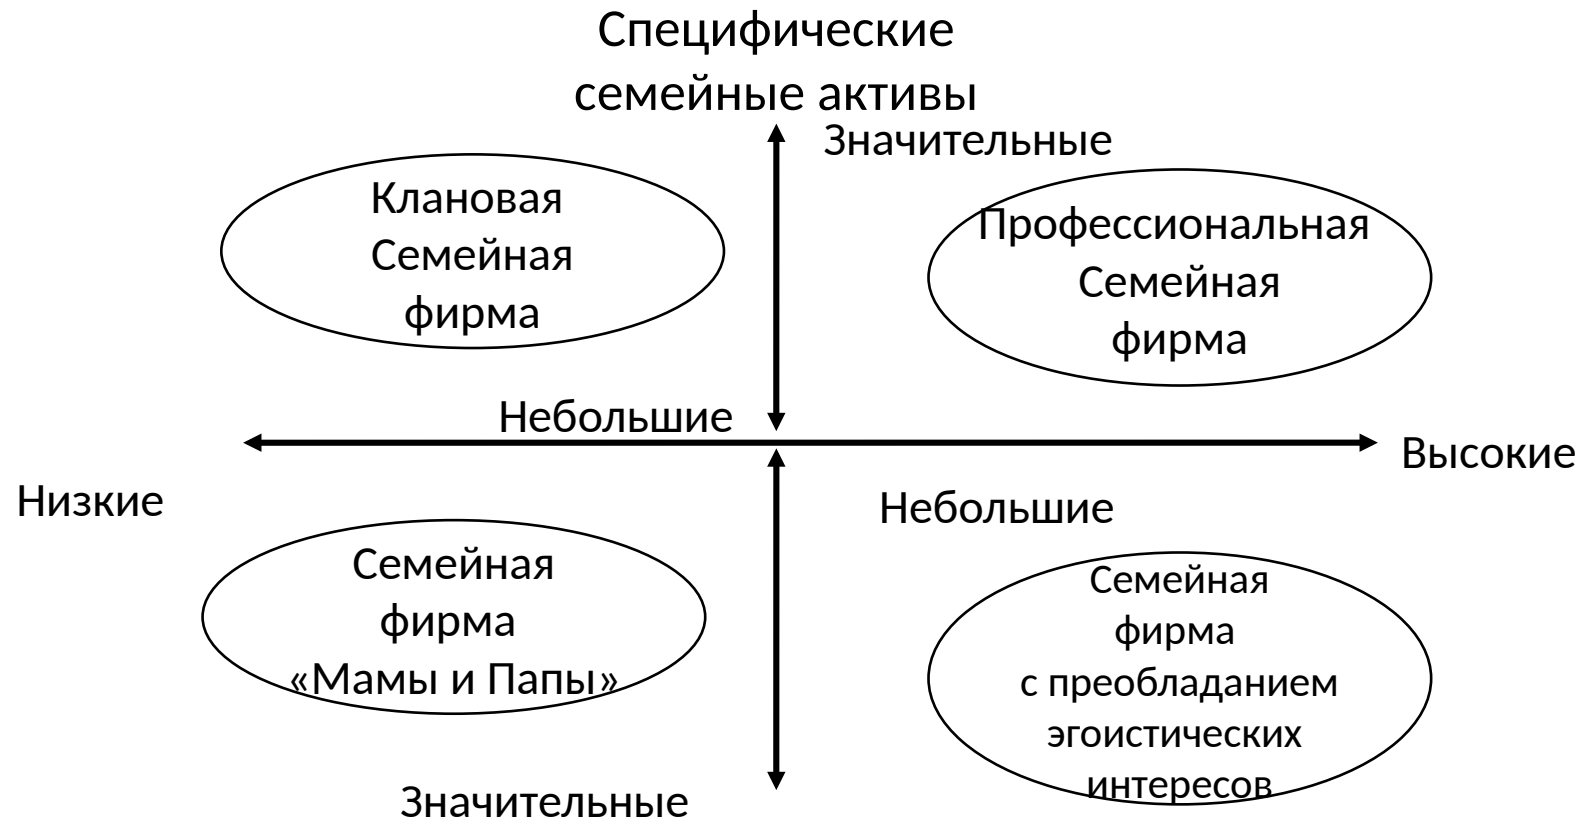 Специфические
семейные активы
Значительные
Клановая
Семейная
фирма
Профессиональная
Семейная
фирма
Небольшие
Высокие
Низкие
Небольшие
Семейная
фирма
«Мамы и Папы»
Семейная
фирма
с преобладанием
эгоистических
интересов
Значительные